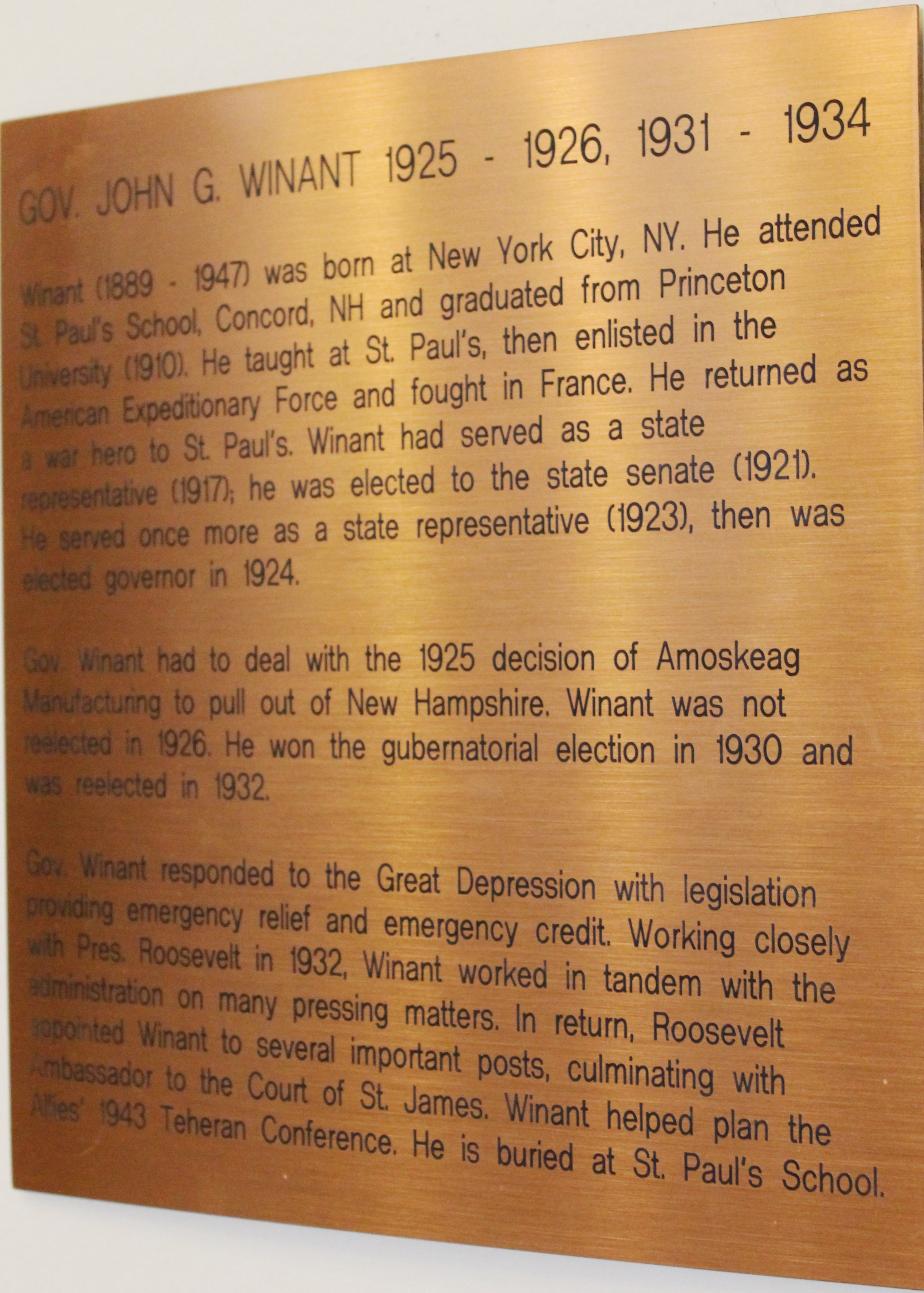 GOV. JOHN G. WINANT 1925 - 1926, 1931 - 1934
Winant (1889 - 1947) was born at New York City, NY. He attended
St. Paul's School, Concord, NH and graduated from Princeton
University (1910). He taught at St. Paul's, then enlisted in the
American Expeditionary Force and fought in France. He returned as
a war hero to St. Paul's. Winant had served as a state
representative (1917); he was elected to the state senate (1921).
He served once more as a state representative (1923), then was
elected governor in 1924.
Gov. Winant had to deal with the 1925 decision of Amoskeag
Manufacturing to pull out of New Hampshire. Winant was not
reelected in 1926. He won the gubernatorial election in 1930 and
was reelected in 1932.
Gov. Winant responded to the Great Depression with legislation
providing emergency relief and emergency credit. Working closely
with Pres. Roosevelt in 1932, Winant worked in tandem with the
administration on many pressing matters. In return, Roosevelt
appointed Winant to several important posts, culminating with
Ambassador to the Court of St. James. Winant helped plan the
Allies' 1943 Teheran Conference. He is buried at St. Paul's School.